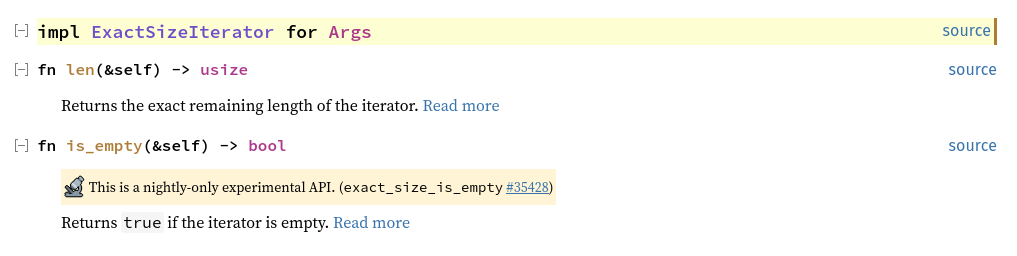 [−] impl ExactSizeIterator for Args source
[−] fn len(&self) -> usize source
Returns the exact remaining length of the iterator. Read more
[−] fn is_empty(&self) -> bool source
This is a nightly-only experimental API. (exact_size_is_empty #35428)
Returns true if the iterator is empty. Read more